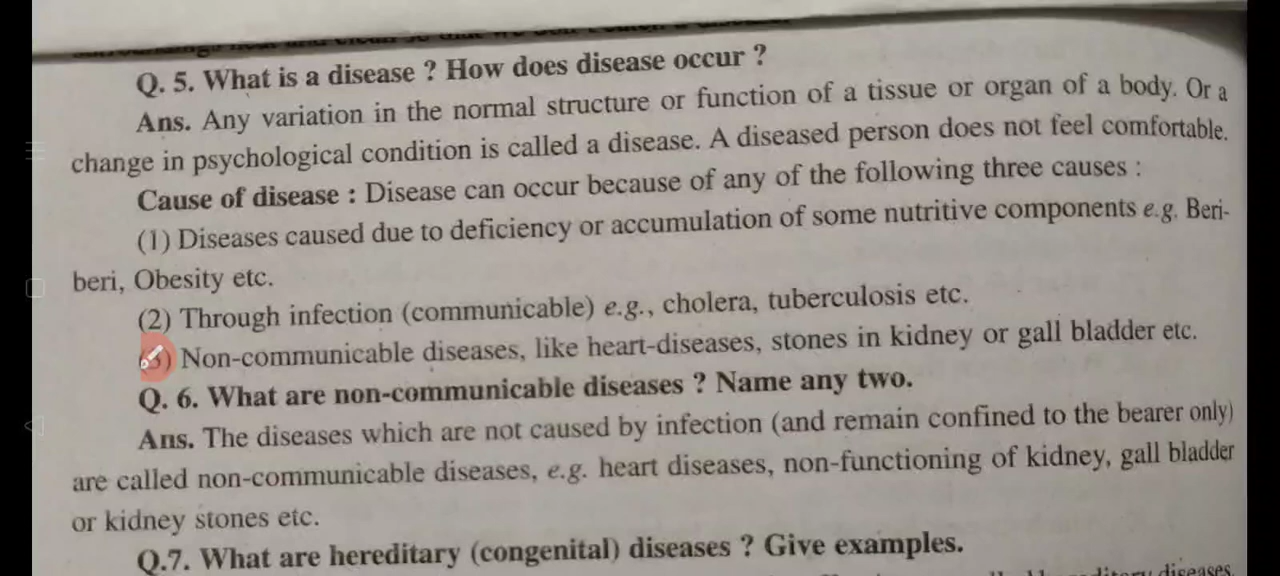 Q. 5. What is a disease ? How does disease occur ?
Ans. Any variation in the normal structure or function of a tissue or organ of a body. Or a
change in psychological condition is called a disease. A diseased person does not feel comfortable.
Cause of disease : Disease can occur because of any of the following three causes :
(1) Diseases caused due to deficiency or accumulation of some nutritive components e.g. Beri-
beri, Obesity etc.
(2) Through infection (communicable) e.g., cholera, tuberculosis etc.
(3) Non-communicable diseases, like heart-diseases, stones in kidney or gall bladder etc.
Q. 6. What are non-communicable diseases ? Name any two.
Ans. The diseases which are not caused by infection (and remain confined to the bearer only)
are called non-communicable diseases, e.g. heart diseases, non-functioning of kidney, gall bladder
or kidney stones etc.
Q.7. What are hereditary (congenital) diseases ? Give examples.
diseases.